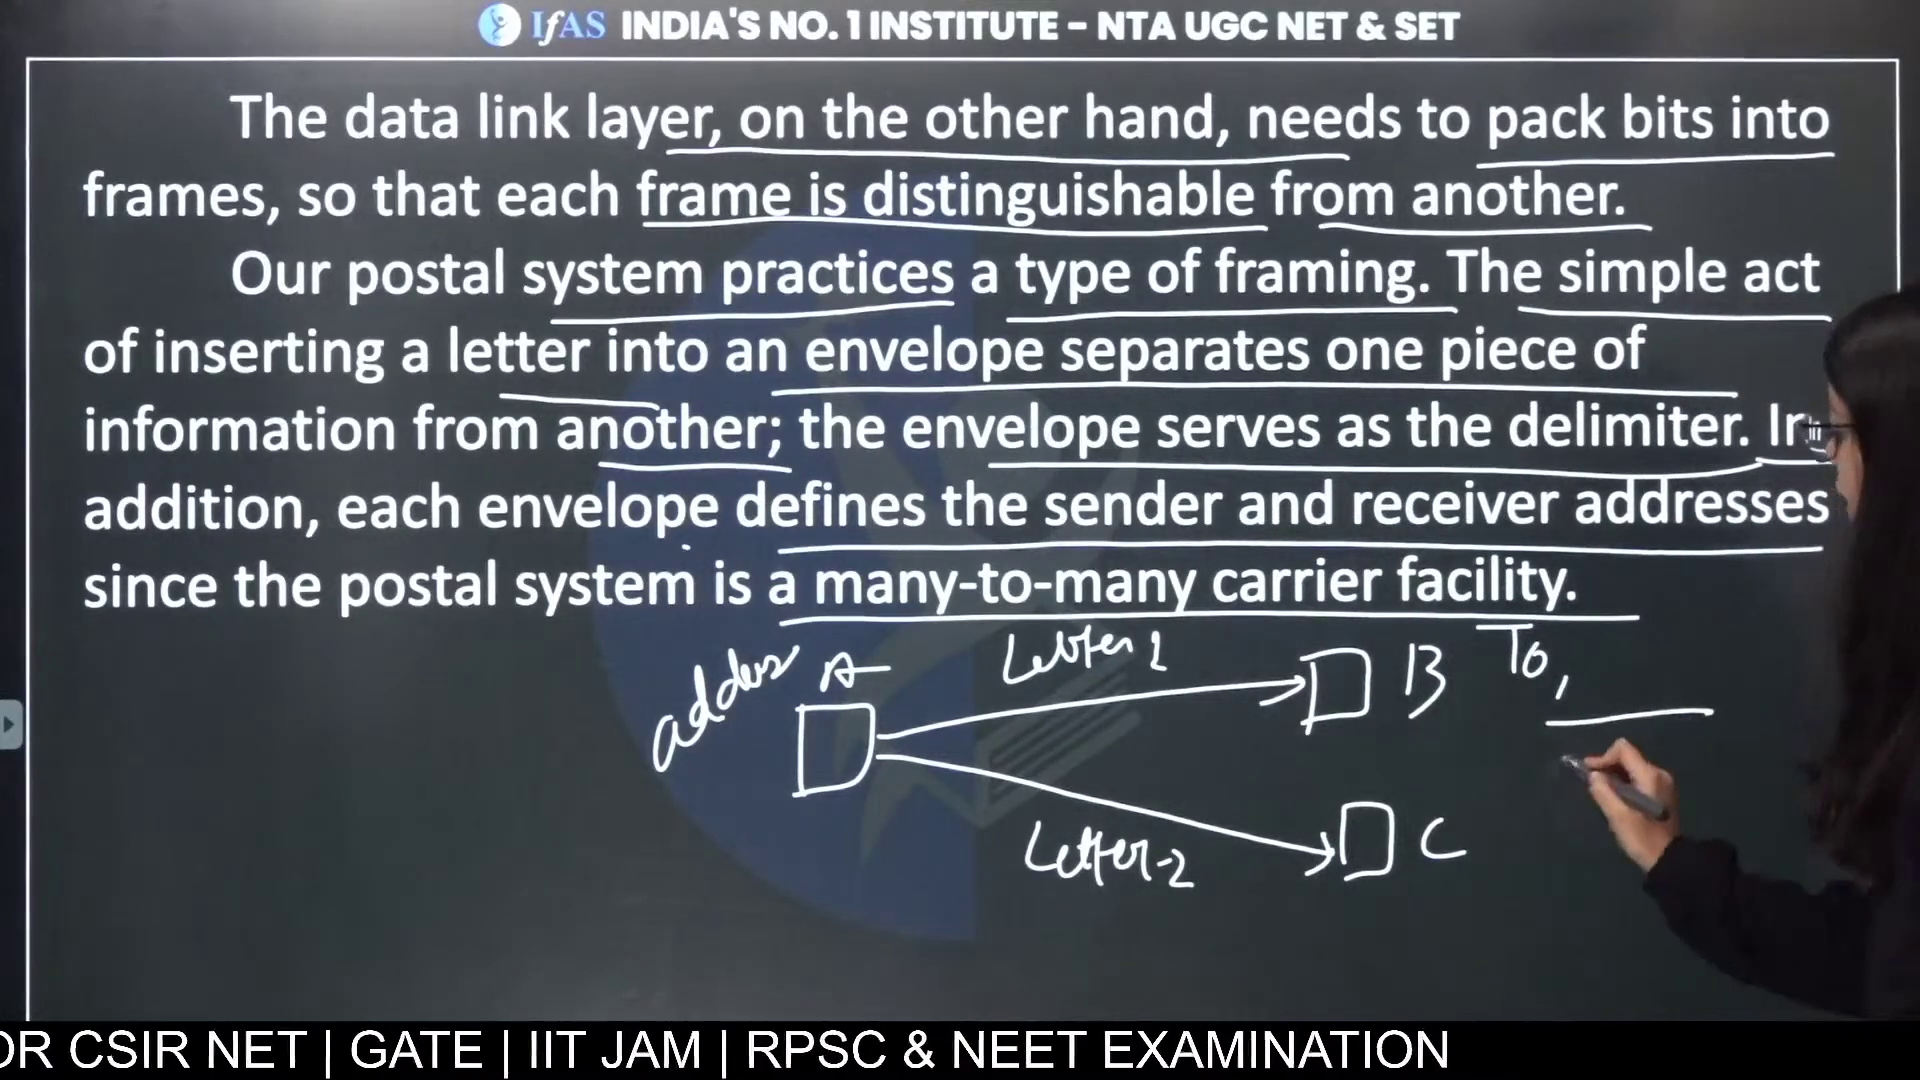 IfAS INDIA'S NO. 1 INSTITUTE – NTA UGC NET & SET
The data link layer, on the other hand, needs to pack bits into
frames, so that each frame is distinguishable from another.
Our postal system practices a type of framing. The simple act
of inserting a letter into an envelope separates one piece of
information from another; the envelope serves as the delimiter. In
addition, each envelope defines the sender and receiver addresses
since the postal system is a many-to-many carrier facility.
A
Letter 1
B
To,
Letter-2
C
OR CSIR NET | GATE | IIT JAM | RPSC & NEET EXAMINATION